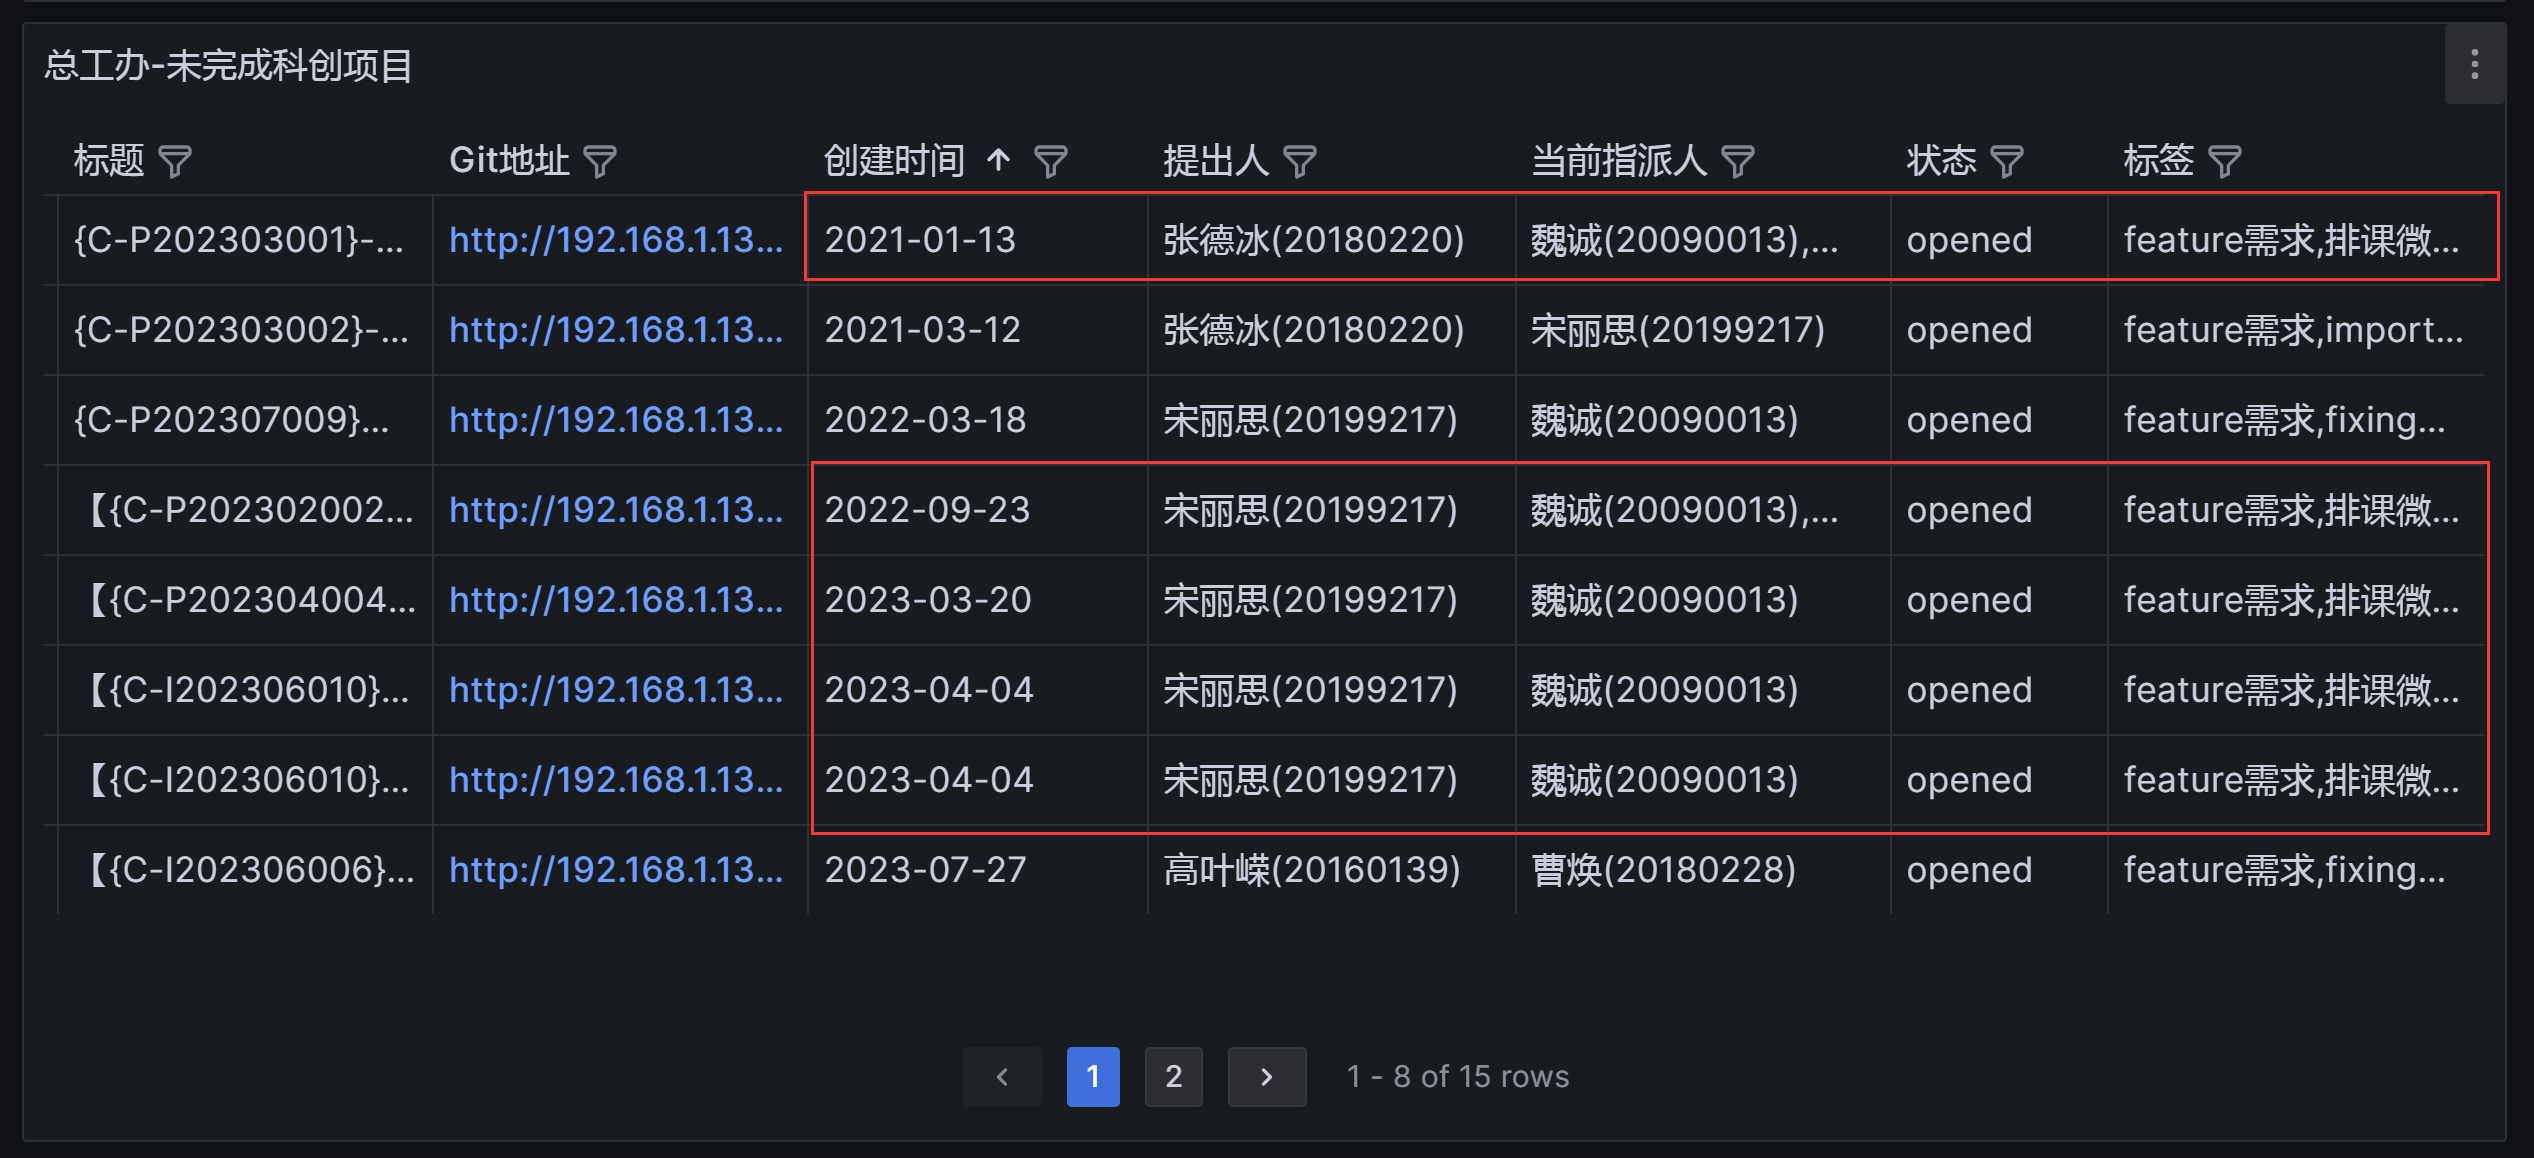 总工办-未完成科创项目
标题 Git地址 创建时间 提出人 当前指派人 状态 标签
{C-P202303001}-... http://192.168.1.13... 2021-01-13 张德冰(20180220) 魏诚(20090013),... opened feature需求,排课微...
{C-P202303002}-... http://192.168.1.13... 2021-03-12 张德冰(20180220) 宋丽思(20199217) opened feature需求,import...
{C-P202307009}... http://192.168.1.13... 2022-03-18 宋丽思(20199217) 魏诚(20090013) opened feature需求,fixing...
【{C-P202302002... http://192.168.1.13... 2022-09-23 宋丽思(20199217) 魏诚(20090013),... opened feature需求,排课微...
【{C-P202304004... http://192.168.1.13... 2023-03-20 宋丽思(20199217) 魏诚(20090013) opened feature需求,排课微...
【{C-I202306010}... http://192.168.1.13... 2023-04-04 宋丽思(20199217) 魏诚(20090013) opened feature需求,排课微...
【{C-I202306010}... http://192.168.1.13... 2023-04-04 宋丽思(20199217) 魏诚(20090013) opened feature需求,排课微...
【{C-I202306006}... http://192.168.1.13... 2023-07-27 高叶嵘(20160139) 曹焕(20180228) opened feature需求,fixing...
1 2 1 - 8 of 15 rows